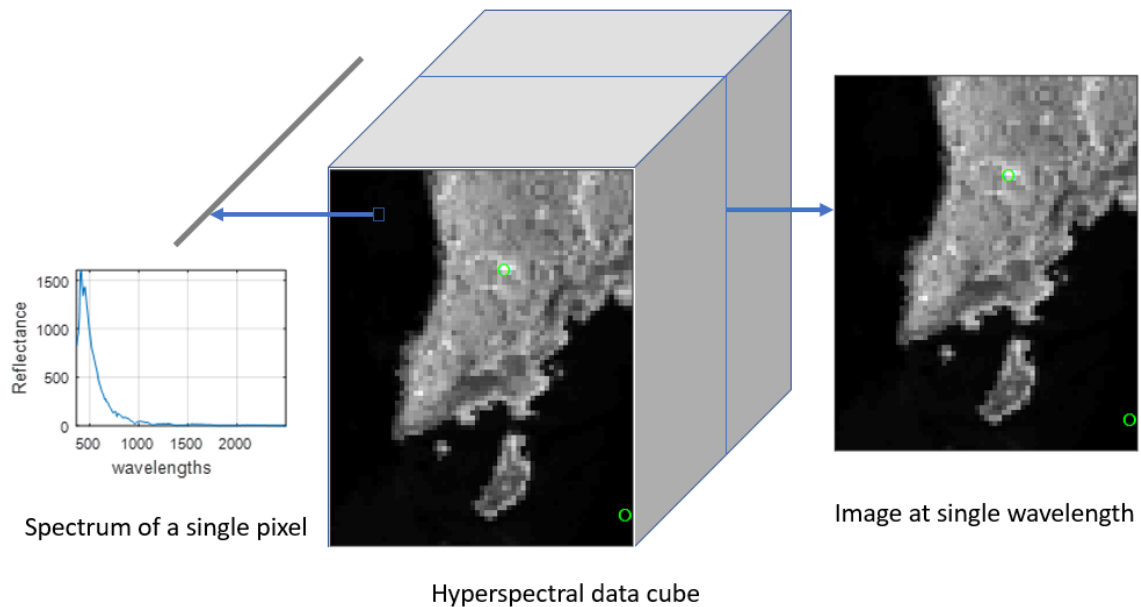 1500
1000
500
0
Reflectance
500 1000 1500 2000
wavelengths
Spectrum of a single pixel
Image at single wavelength
Hyperspectral data cube